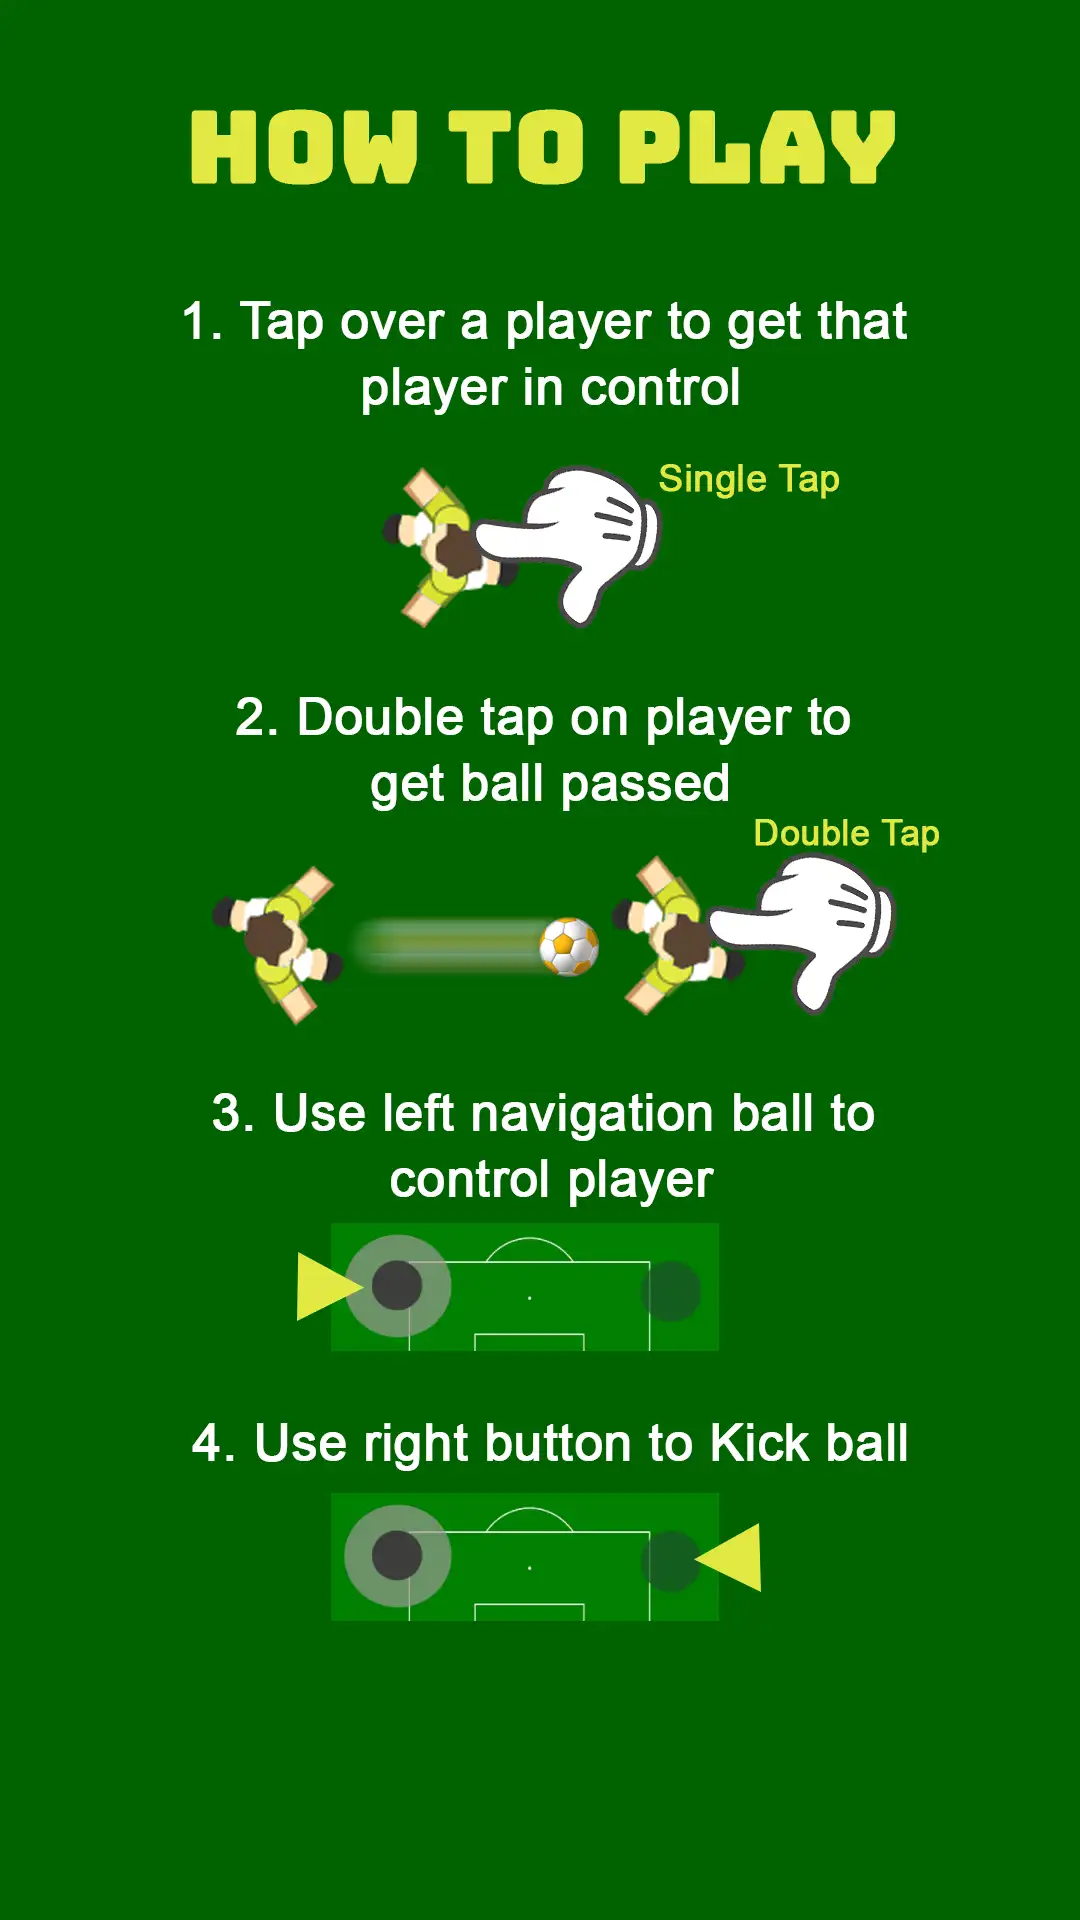 HOW TO PLAY
1. Tap over a player to get that
player in control
Single Tap
2. Double tap on player to
get ball passed
Double Tap
3. Use left navigation ball to
control player
4. Use right button to Kick ball